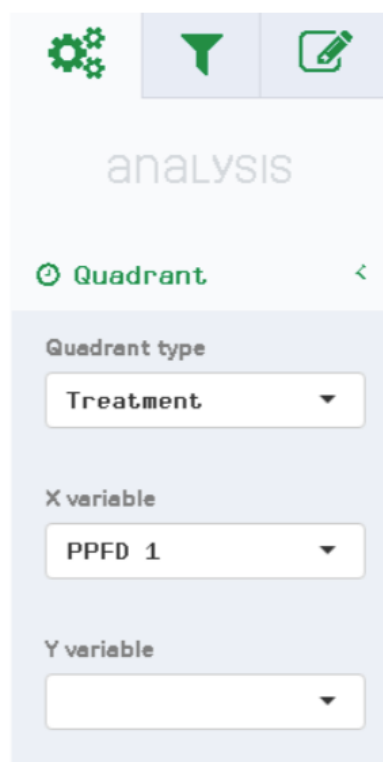 analysis
Quadrant
Quadrant type
Treatment
X variable
PPFD 1
Y variable